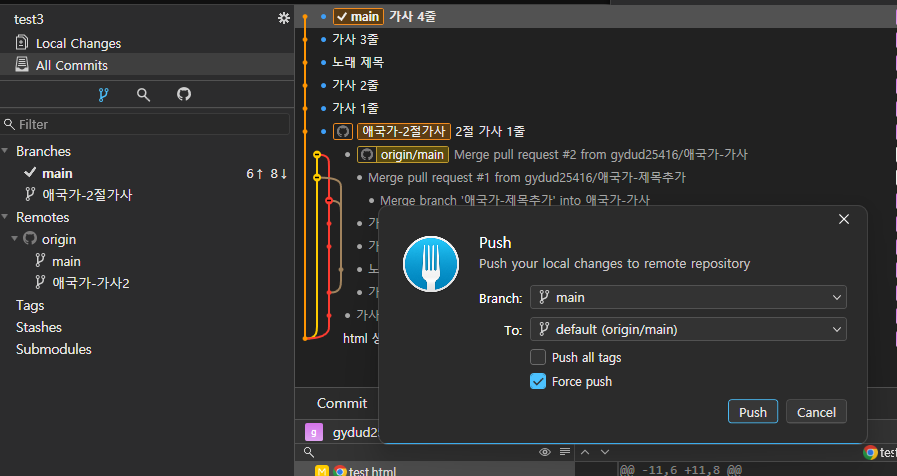 test3
Local Changes
All Commits
Filter
Branches
main 6↑ 8↓
애국가-2절가사
Remotes
origin
main
애국가-가사2
Tags
Stashes
Submodules
main 가사 4줄
가사 3줄
노래 제목
가사 2줄
가사 1줄
애국가-2절가사 2절 가사 1줄
origin/main Merge pull request #2 from gydud25416/애국가-가사
Merge pull request #1 from gydud25416/애국가-제목추가
Merge branch '애국가-제목추가' into 애국가-가사
가사
html
Push
Push your local changes to remote repository
Branch: main
To: default (origin/main)
Push all tags
Force push
Push Cancel
Commit
g gydud2
M test.html
@@ -11,6 +11,8 @@